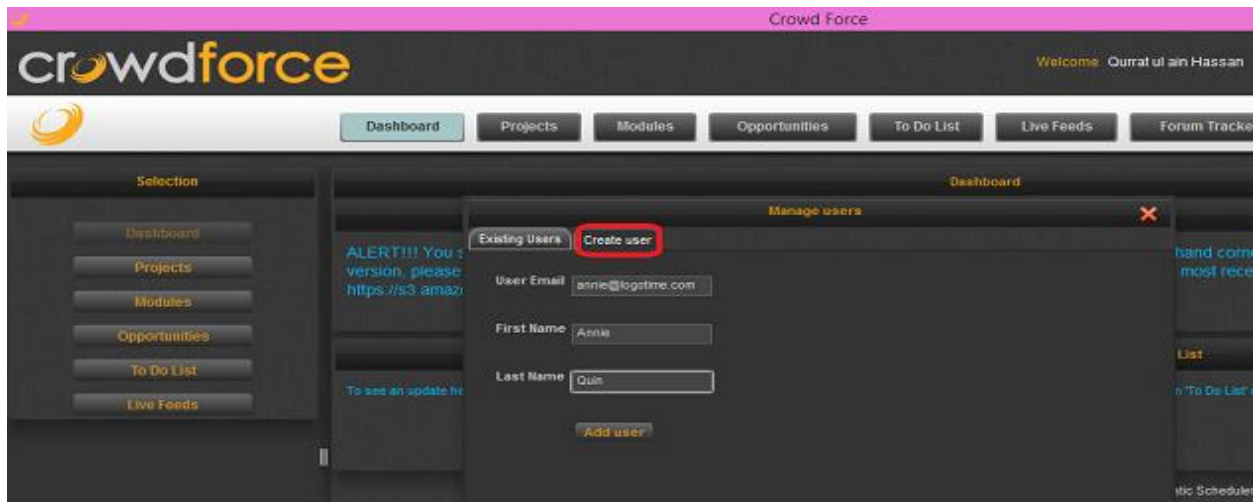 Crowd Force
crowdforce
Welcome Qurrat ul ain Hassan
Dashboard Projects Modules Opportunities To Do List Live Feeds Forum Tracke
Selection
Dashboard
Projects
Modules
Opportunities
To Do List
Live Feeds
Dashboard
ALERT!!! You s
version, please
https://s3.amaz
hand corne
most rece
List
To see an update he
n 'To Do List'
Manage users
Existing Users Create user
User Email annie@logotime.com
First Name Annie
Last Name Quin
Add user
atic Schedule